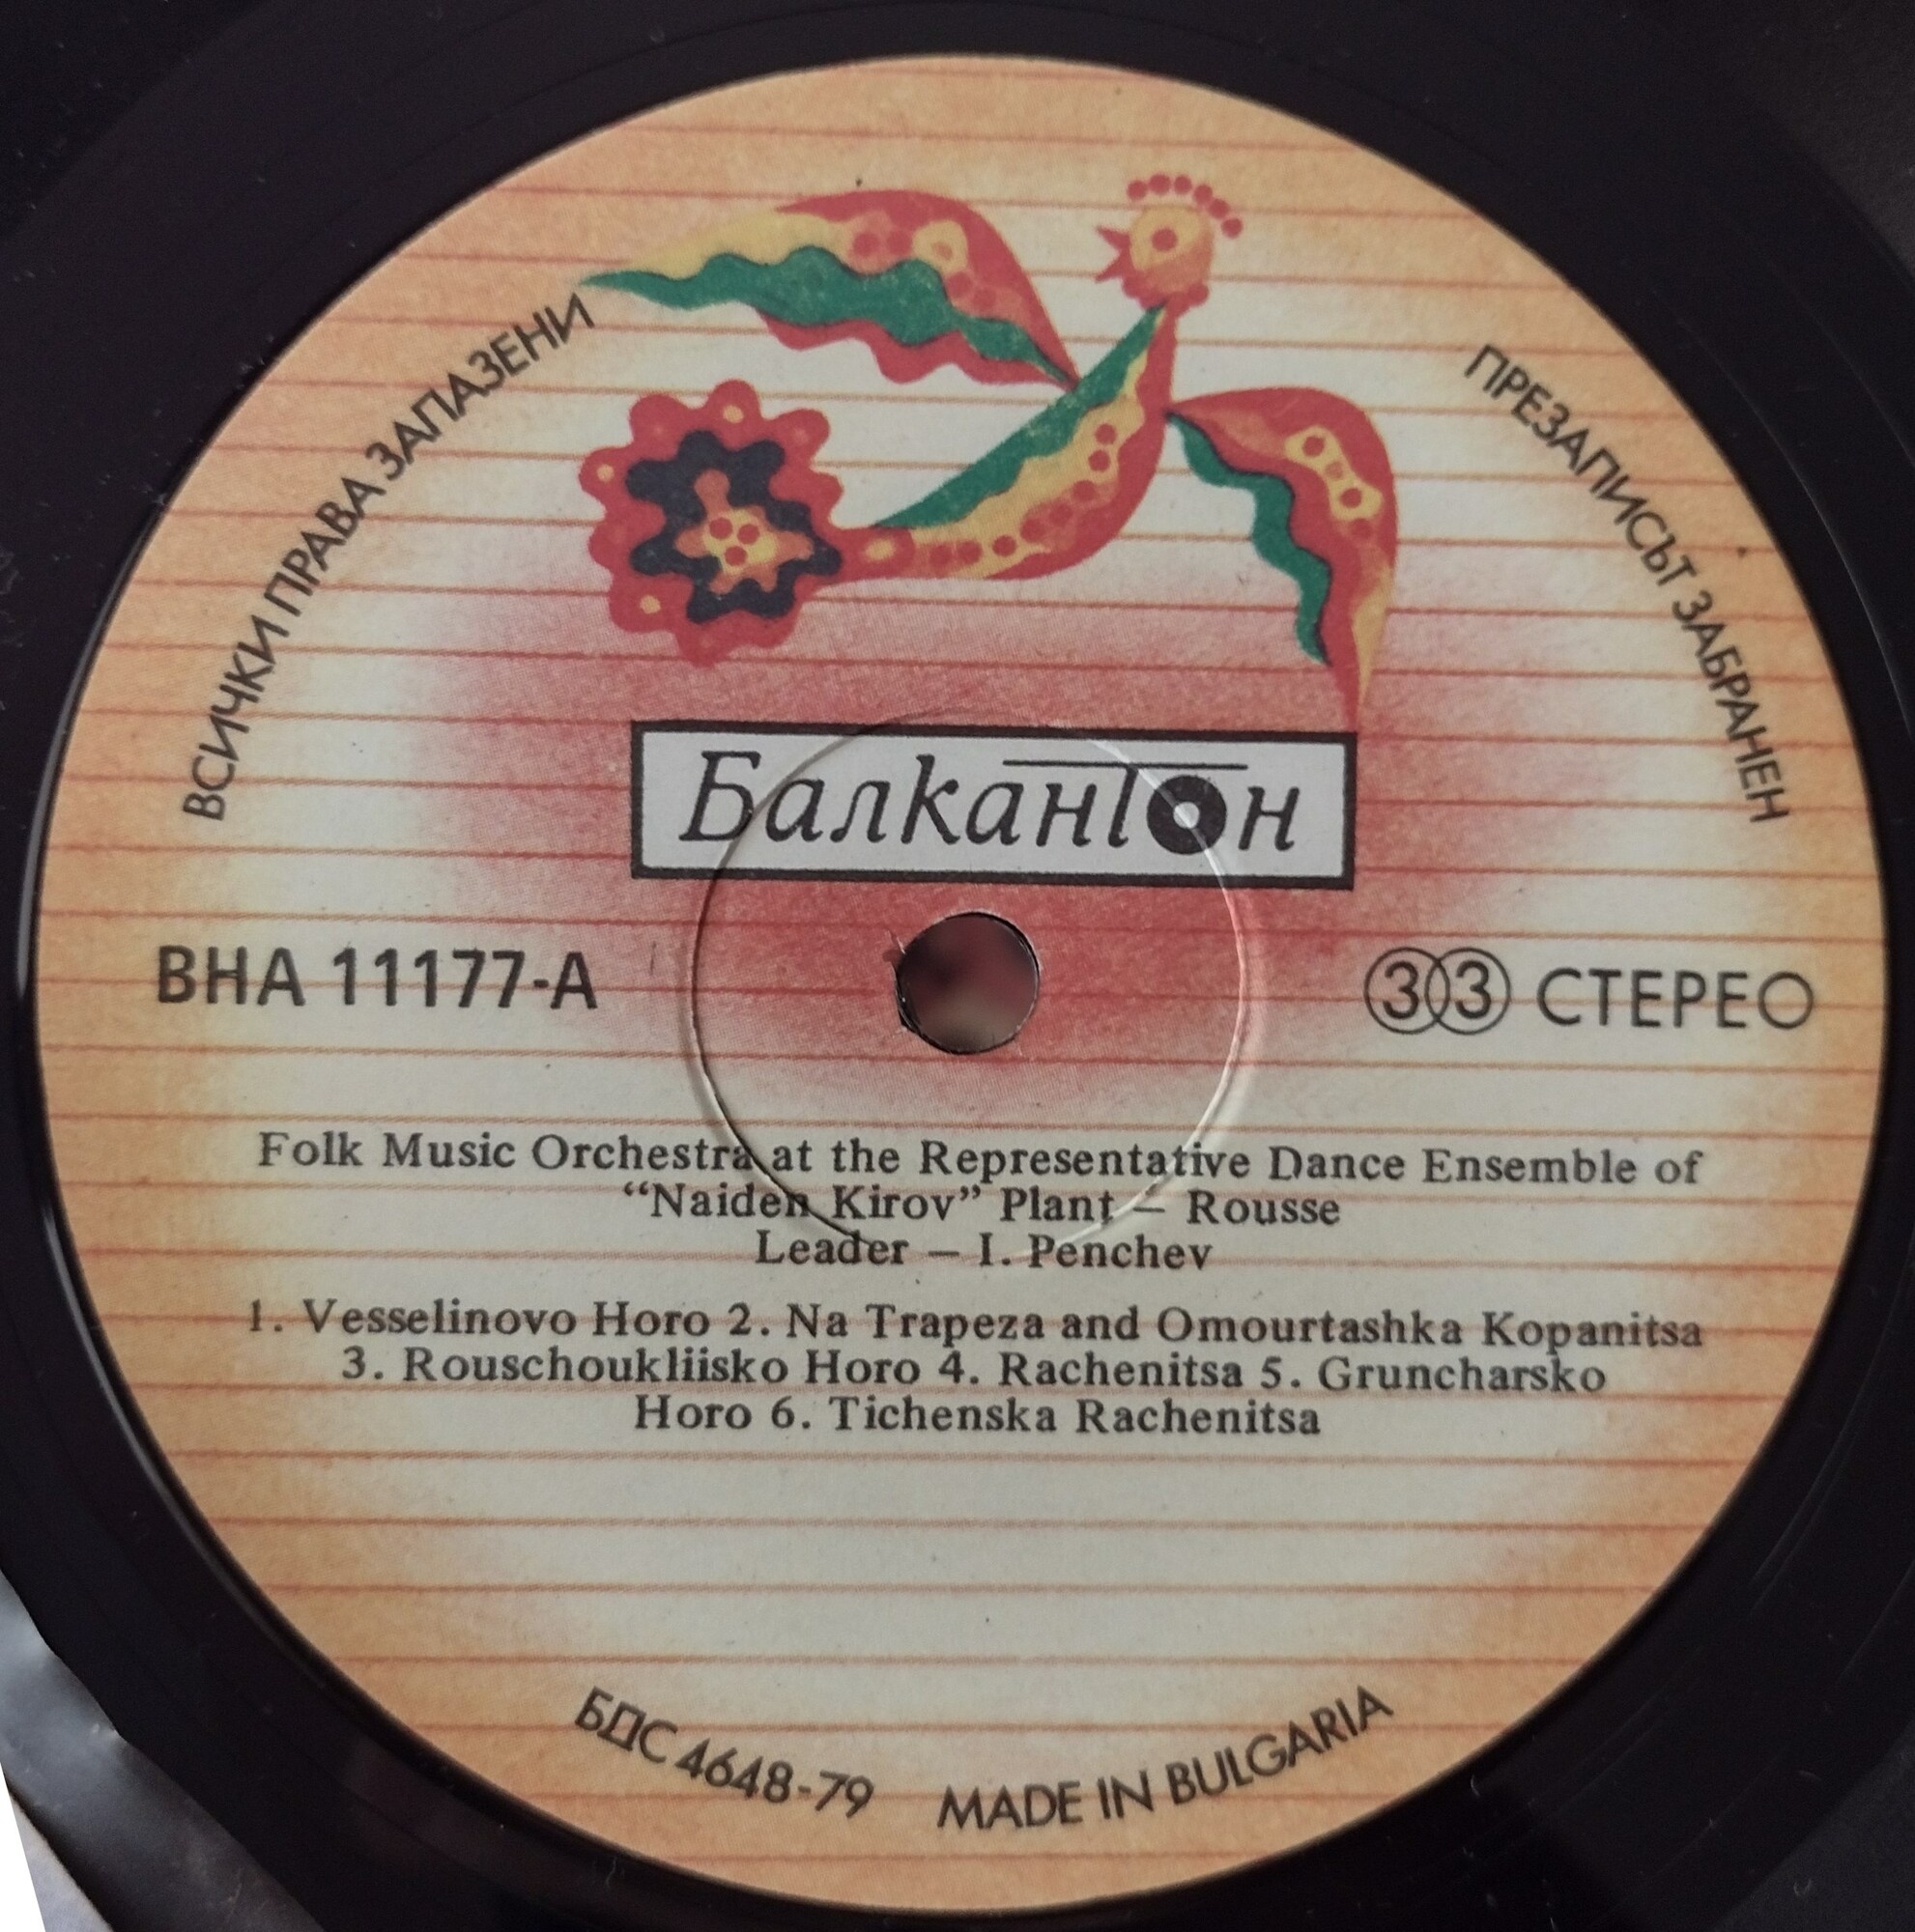 ВСИЧКИ ПРАВА ЗАПАЗЕНИ
ПРЕЗАПИСЪТ ЗАБРАНЕН
Балкантон
ВНА 11177-А
33 СТЕРЕО
Folk Music Orchestra at the Representative Dance Ensemble of
“Naiden Kirov” Plant – Rousse
Leader – I. Penchev
1. Vesselinovo Horo 2. Na Trapeza and Omourtashka Kopanitsa
3. Rouschoukliisko Horo 4. Rachenitsa 5. Gruncharsko
Horo 6. Tichenska Rachenitsa
БДС 4648-79 MADE IN BULGARIA